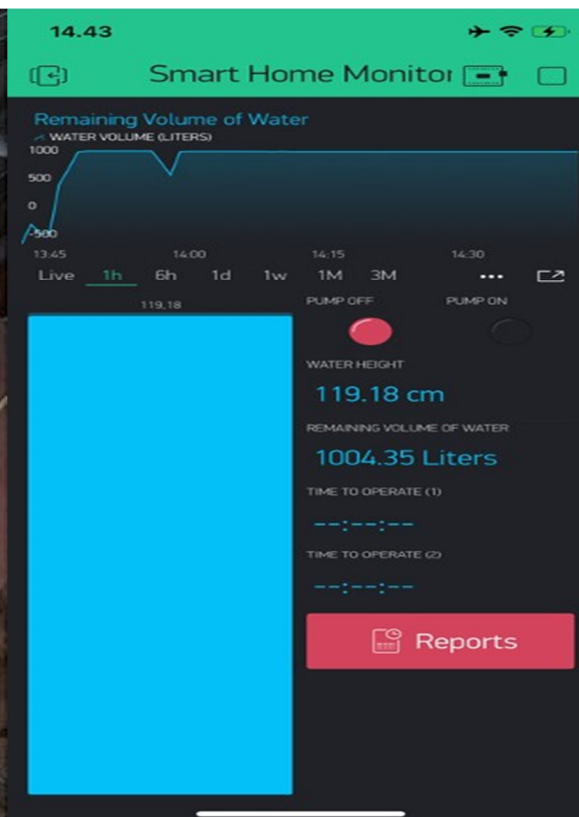 14.43
Smart Home Monitor
Remaining Volume of Water
WATER VOLUME (LITERS)
1000
500
0
-500
13:45 14:00 14:15 14:30
Live 1h 6h 1d 1w 1M 3M ...
119,18
PUMP OFF PUMP ON
WATER HEIGHT
119.18 cm
REMAINING VOLUME OF WATER
1004.35 Liters
TIME TO OPERATE (1)
--:--:--
TIME TO OPERATE (2)
--:--:--
Reports